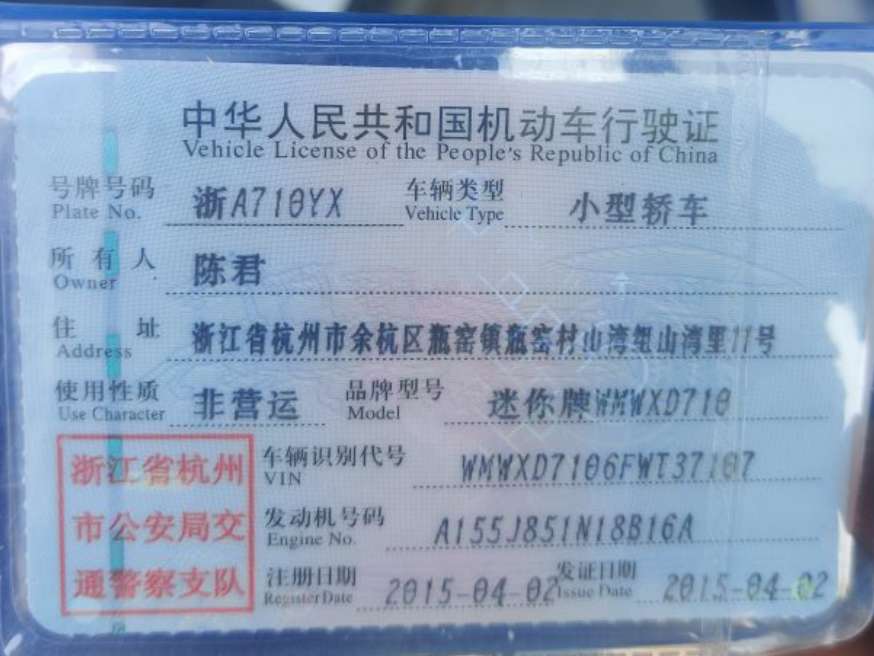 中华人民共和国机动车行驶证
Vehicle License of the People's Republic of China
号牌号码 浙A710YX 车辆类型 小型轿车
Plate No. Vehicle Type
所有人 陈君
Owner
住址 浙江省杭州市余杭区瓶窑镇瓶窑村山湾组山湾里11号
Address
使用性质 非营运 品牌型号 迷你牌WMWXD710
Use Character Model
浙江省杭州 车辆识别代号 WMWXD7106FWT37107
VIN
市公安局交 发动机号码 A155J851N18B16A
Engine No.
通警察支队 注册日期 2015-04-02 发证日期 2015-04-02
Register Date Issue Date